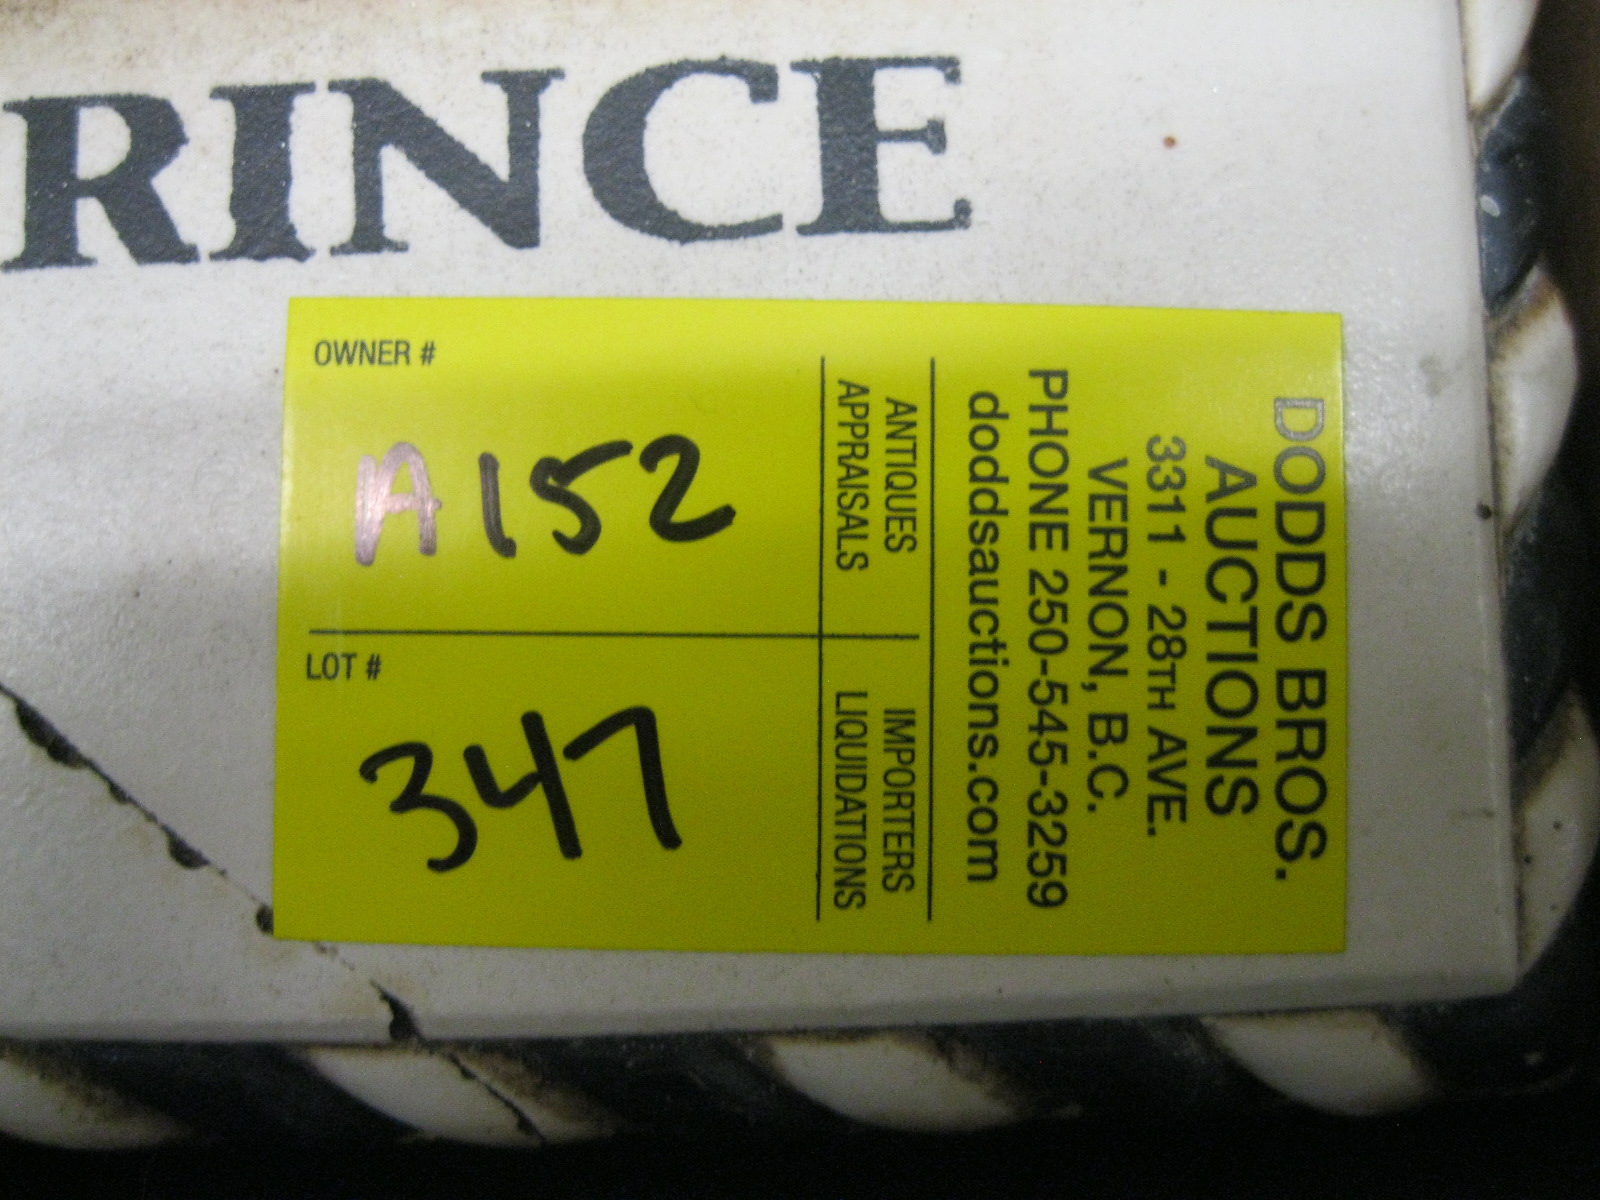 RINCE
OWNER #
A152
LOT #
347
ANTIQUES
APPRAISALS
IMPORTERS
LIQUIDATIONS
DODDS BROS.
AUCTIONS
3311 - 28TH AVE.
VERNON, B.C.
PHONE 250-545-3259
doddsauctions.com